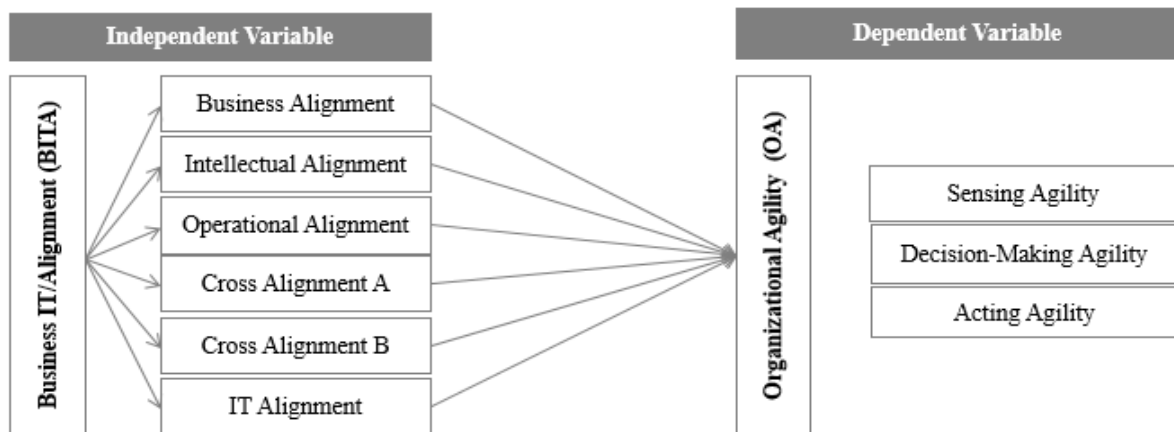 Independent Variable
Dependent Variable
Business IT/Alignment (BITA)
Business Alignment
Intellectual Alignment
Operational Alignment
Cross Alignment A
Cross Alignment B
IT Alignment
Organizational Agility (OA)
Sensing Agility
Decision-Making Agility
Acting Agility